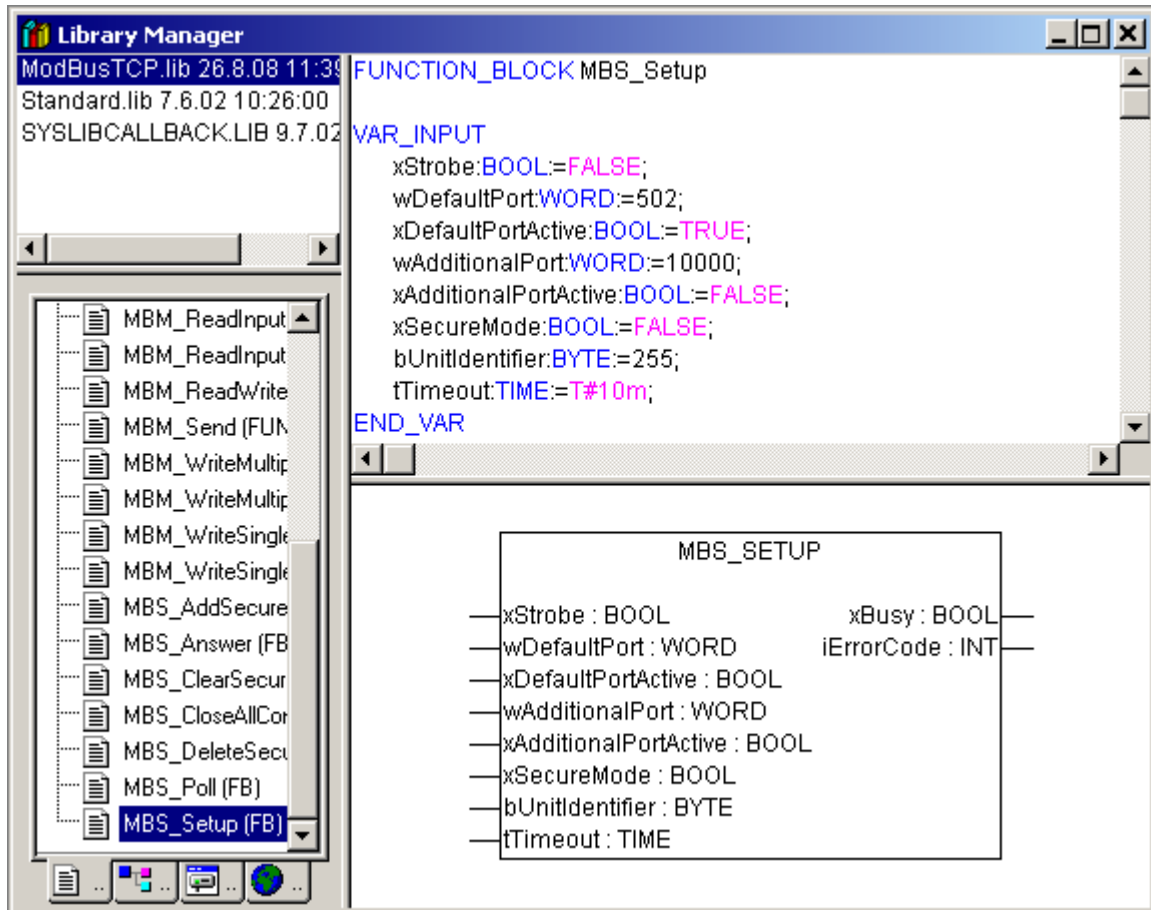 Library Manager
ModBusTCP.lib 26.8.08 11:39
Standard.lib 7.6.02 10:26:00
SYSLIBCALLBACK.LIB 9.7.02
FUNCTION_BLOCK MBS_Setup
VAR_INPUT
xStrobe:BOOL:=FALSE;
wDefaultPort:WORD:=502;
xDefaultPortActive:BOOL:=TRUE;
wAdditionalPort:WORD:=10000;
xAdditionalPortActive:BOOL:=FALSE;
xSecureMode:BOOL:=FALSE;
bUnitIdentifier:BYTE:=255;
tTimeout:TIME:=T#10m;
END_VAR
MBM_ReadInput
MBM_ReadInput
MBM_ReadWrite
MBM_Send (FUN
MBM_WriteMultip
MBM_WriteMultip
MBM_WriteSingle
MBM_WriteSingle
MBS_AddSecure
MBS_Answer (FB
MBS_ClearSecur
MBS_CloseAllCon
MBS_DeleteSecu
MBS_Poll (FB)
MBS_Setup (FB)
.. .. .. ..
MBS_SETUP
xStrobe : BOOL xBusy : BOOL
wDefaultPort : WORD iErrorCode : INT
xDefaultPortActive : BOOL
wAdditionalPort : WORD
xAdditionalPortActive : BOOL
xSecureMode : BOOL
bUnitIdentifier : BYTE
tTimeout : TIME